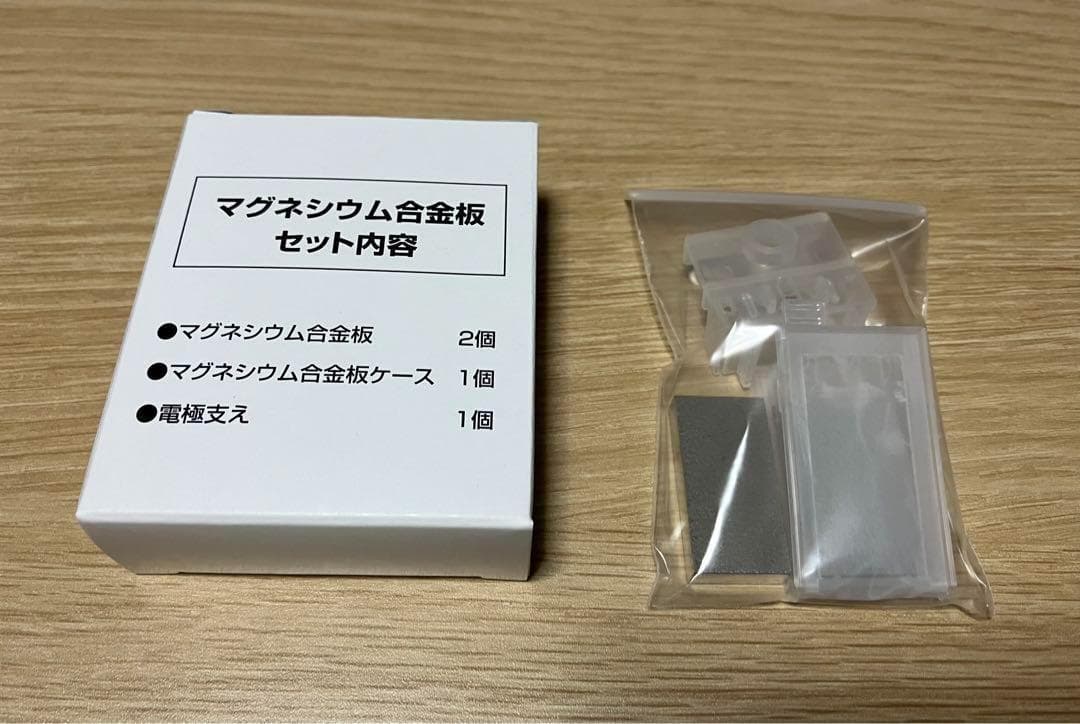 マグネシウム合金板
セット内容
●マグネシウム合金板 2個
●マグネシウム合金板ケース 1個
●電極支え 1個